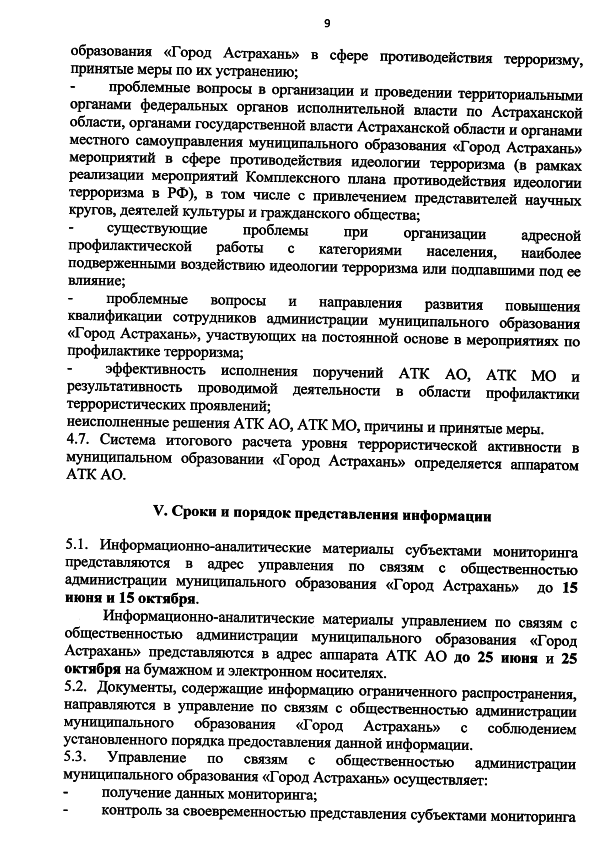 9
образования «Город Астрахань» в сфере противодействия терроризму,
принятые меры по их устранению;
- проблемные вопросы в организации и проведении территориальными
органами федеральных органов исполнительной власти по Астраханской
области, органами государственной власти Астраханской области и органами
местного самоуправления муниципального образования «Город Астрахань»
мероприятий в сфере противодействия идеологии терроризма (в рамках
реализации мероприятий Комплексного плана противодействия идеологии
терроризма в РФ), в том числе с привлечением представителей научных
кругов, деятелей культуры и гражданского общества;
- существующие проблемы при организации адресной
профилактической работы с категориями населения, наиболее
подверженными воздействию идеологии терроризма или подпавшими под ее
влияние;
- проблемные вопросы и направления развития повышения
квалификации сотрудников администрации муниципального образования
«Город Астрахань», участвующих на постоянной основе в мероприятиях по
профилактике терроризма;
- эффективность исполнения поручений АТК АО, АТК МО и
результативность проводимой деятельности в области профилактики
террористических проявлений;
неисполненные решения АТК АО, АТК МО, причины и принятые меры.
4.7. Система итогового расчета уровня террористической активности в
муниципальном образовании «Город Астрахань» определяется аппаратом
АТК АО.
V. Сроки и порядок представления информации
5.1. Информационно-аналитические материалы субъектами мониторинга
представляются в адрес управления по связям с общественностью
администрации муниципального образования «Город Астрахань» до 15
июня и 15 октября.
Информационно-аналитические материалы управлением по связям с
общественностью администрации муниципального образования «Город
Астрахань» представляются в адрес аппарата АТК АО до 25 июня и 25
октября на бумажном и электронном носителях.
5.2. Документы, содержащие информацию ограниченного распространения,
направляются в управление по связям с общественностью администрации
муниципального образования «Город Астрахань» с соблюдением
установленного порядка предоставления данной информации.
5.3. Управление по связям с общественностью администрации
муниципального образования «Город Астрахань» осуществляет:
- получение данных мониторинга;
- контроль за своевременностью представления субъектами мониторинга